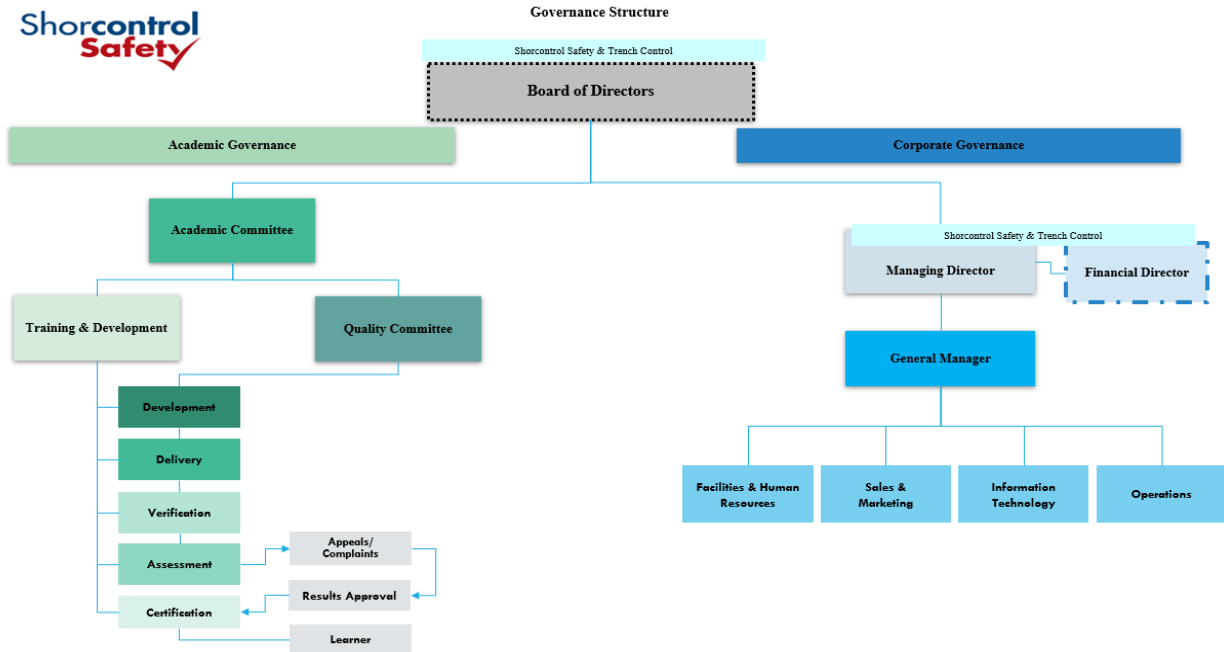 Shorcontrol
Safety
Governance Structure
Shorcontrol Safety & Trench Control
Board of Directors
Academic Governance
Corporate Governance
Academic Committee
Shorcontrol Safety & Trench Control
Managing Director
Financial Director
Training & Development
Quality Committee
General Manager
Development
Delivery
Verification
Assessment
Certification
Appeals/
Complaints
Results Approval
Learner
Facilities & Human
Resources
Sales &
Marketing
Information
Technology
Operations